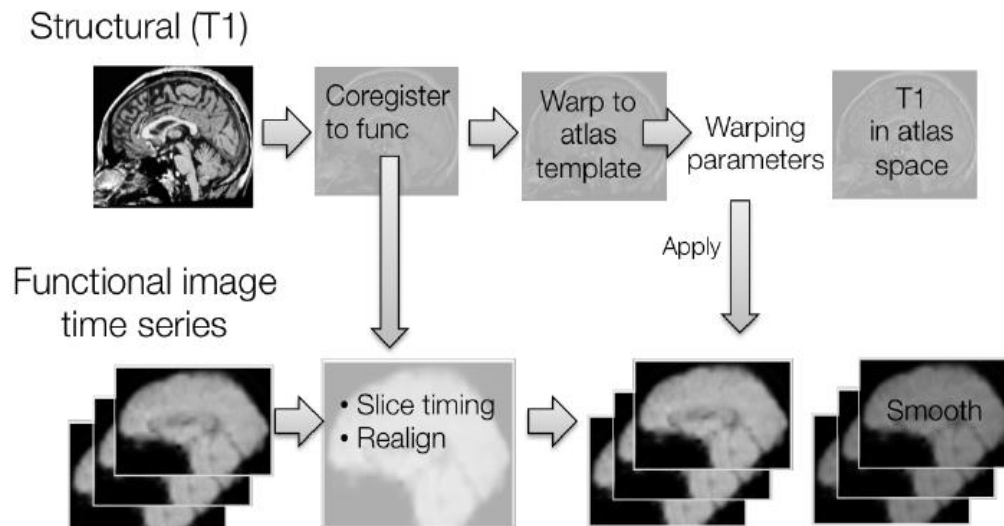 Structural (T1)
Coregister
to func
Warp to
atlas
template
Warping
parameters
T1
in atlas
space
Apply
Functional image
time series
• Slice timing
• Realign
Smooth